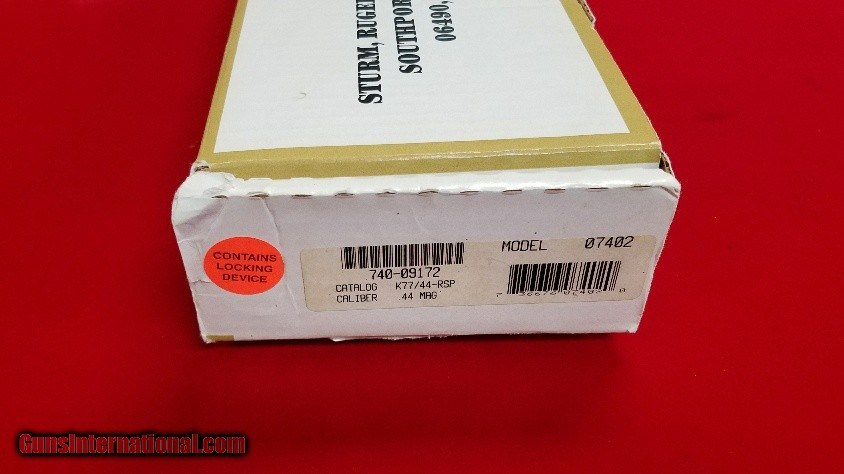 STURM, RUGER
SOUTHPOR
06490,
CONTAINS
LOCKING
DEVICE
740-09172
CATALOG K77/44-RSP
CALIBER .44 MAG
MODEL 07402
GunsInternational.com